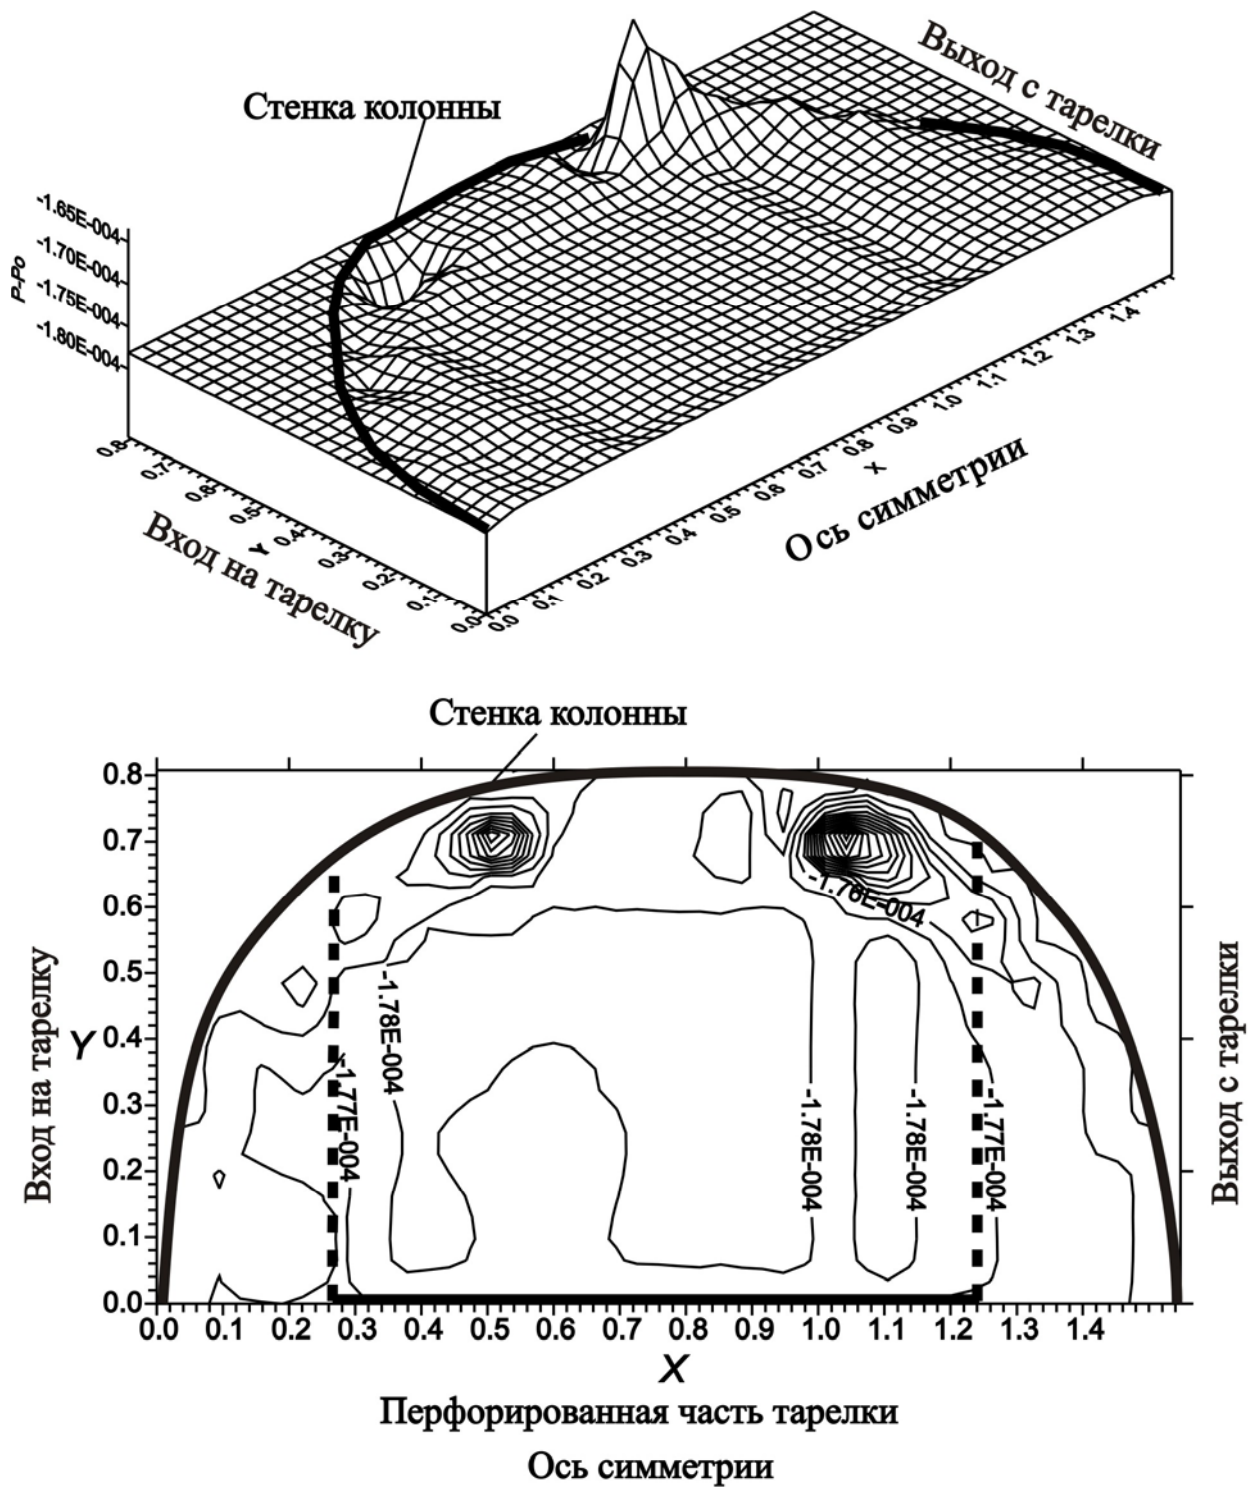 Выход с тарелки
Стенка колонны
-1.65E-004
-1.70E-004
-1.75E-004
-1.80E-004
P-Po
0.8
0.7
0.6
0.5
0.4
0.3
0.2
0.1
0.0
Y
Вход на тарелку
0.0
0.1
0.2
0.3
0.4
0.5
0.6
0.7
0.8
0.9
1.0
1.1
1.2
1.3
1.4
X
Ось симметрии
Стенка колонны
0.8
0.7
0.6
0.5
0.4
0.3
0.2
0.1
0.0
Y
Вход на тарелку
-1.76E-004
-1.78E-004
-1.77E-004
-1.78E-004
-1.78E-004
-1.77E-004
Выход с тарелки
0.0 0.1 0.2 0.3 0.4 0.5 0.6 0.7 0.8 0.9 1.0 1.1 1.2 1.3 1.4
X
Перфорированная часть тарелки
Ось симметрии